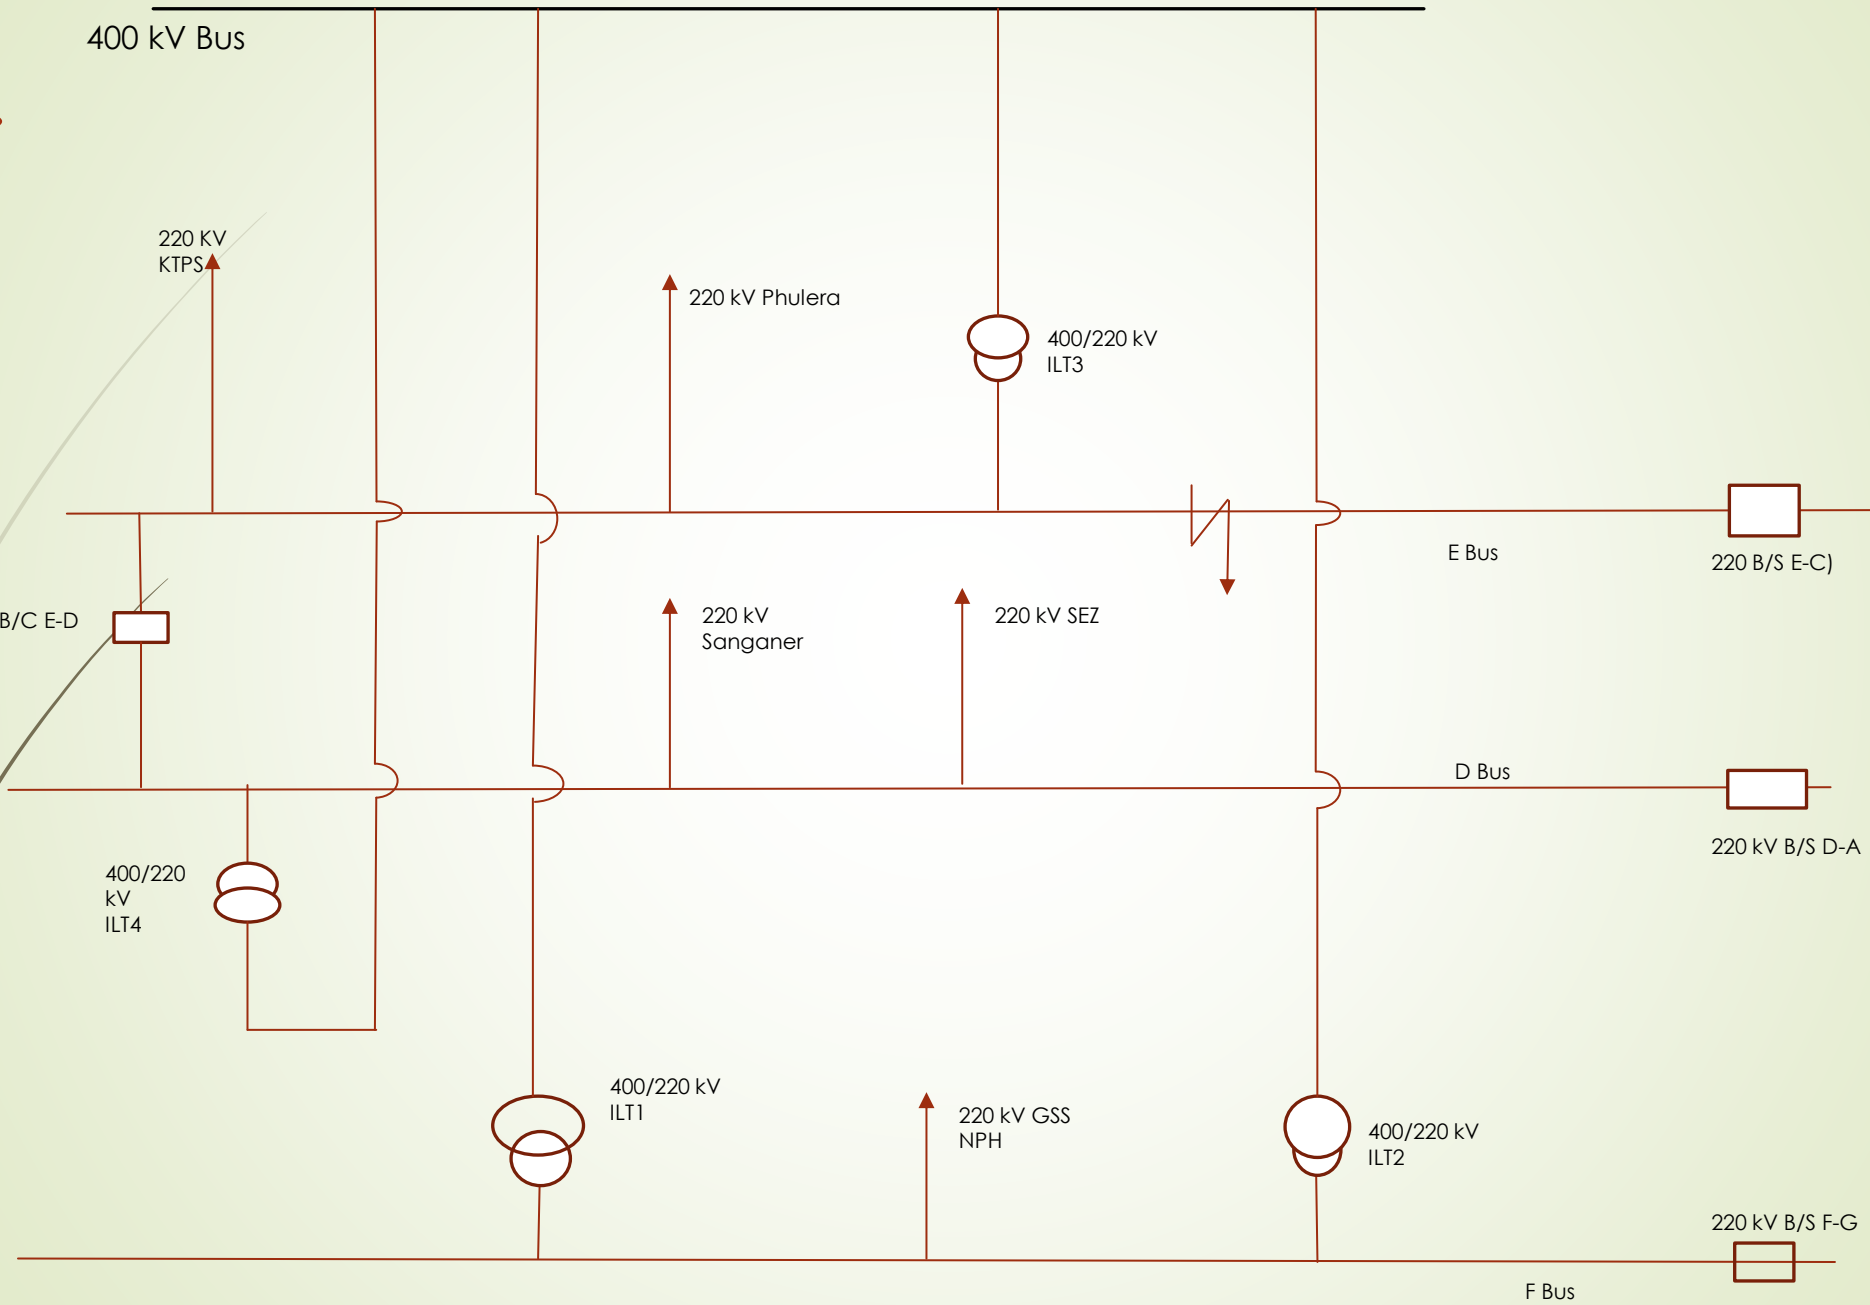 400 kV Bus
220 KV
KTPS
220 kV Phulera
400/220 kV
ILT3
E Bus
220 B/S E-C)
B/C E-D
220 kV
Sanganer
220 kV SEZ
D Bus
220 kV B/S D-A
400/220
kV
ILT4
400/220 kV
ILT1
220 kV GSS
NPH
400/220 kV
ILT2
220 kV B/S F-G
F Bus